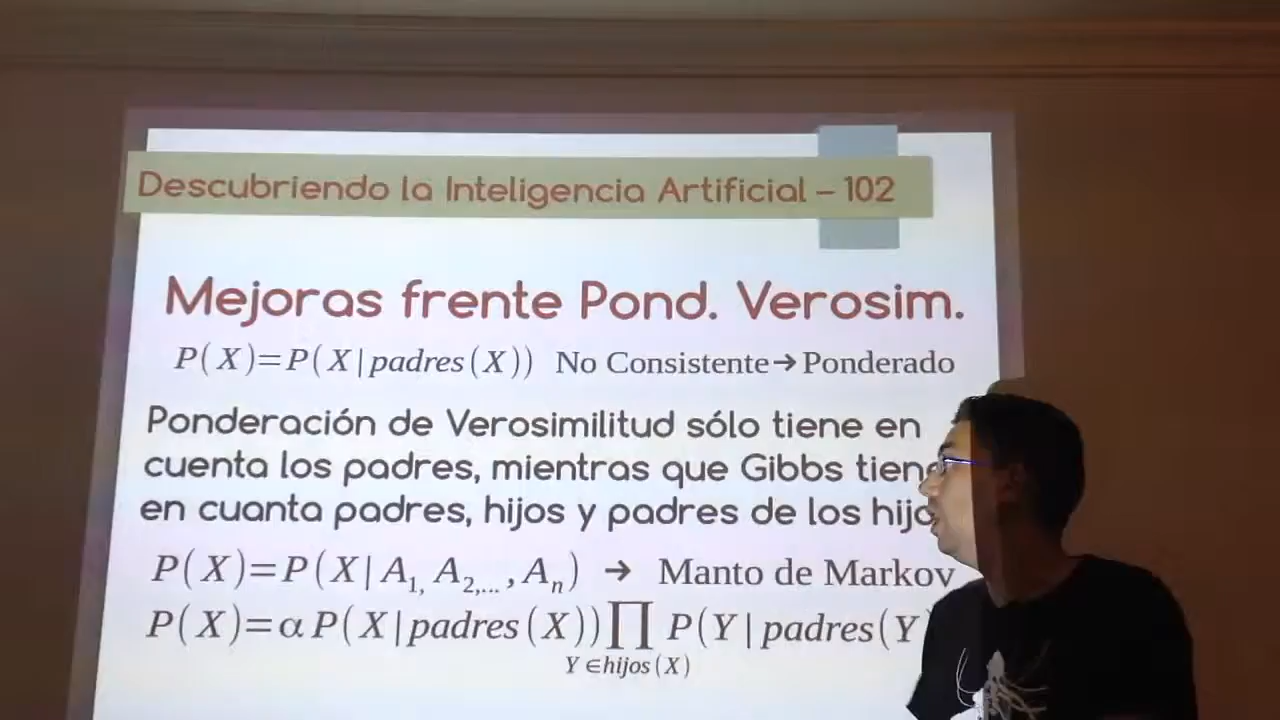 Descubriendo la Inteligencia Artificial – 102
Mejoras frente Pond. Verosim.
P(X)=P(X|padres(X)) No Consistente→Ponderado
Ponderación de Verosimilitud sólo tiene en
cuenta los padres, mientras que Gibbs
en cuanta padres, hijos y padres de los
P(X)=P(X|A1, A2,... ,An) → Manto de Markov
P(X)=αP(X|padres(X))∏ P(Y|padres(Y
Y∈hijos(X)